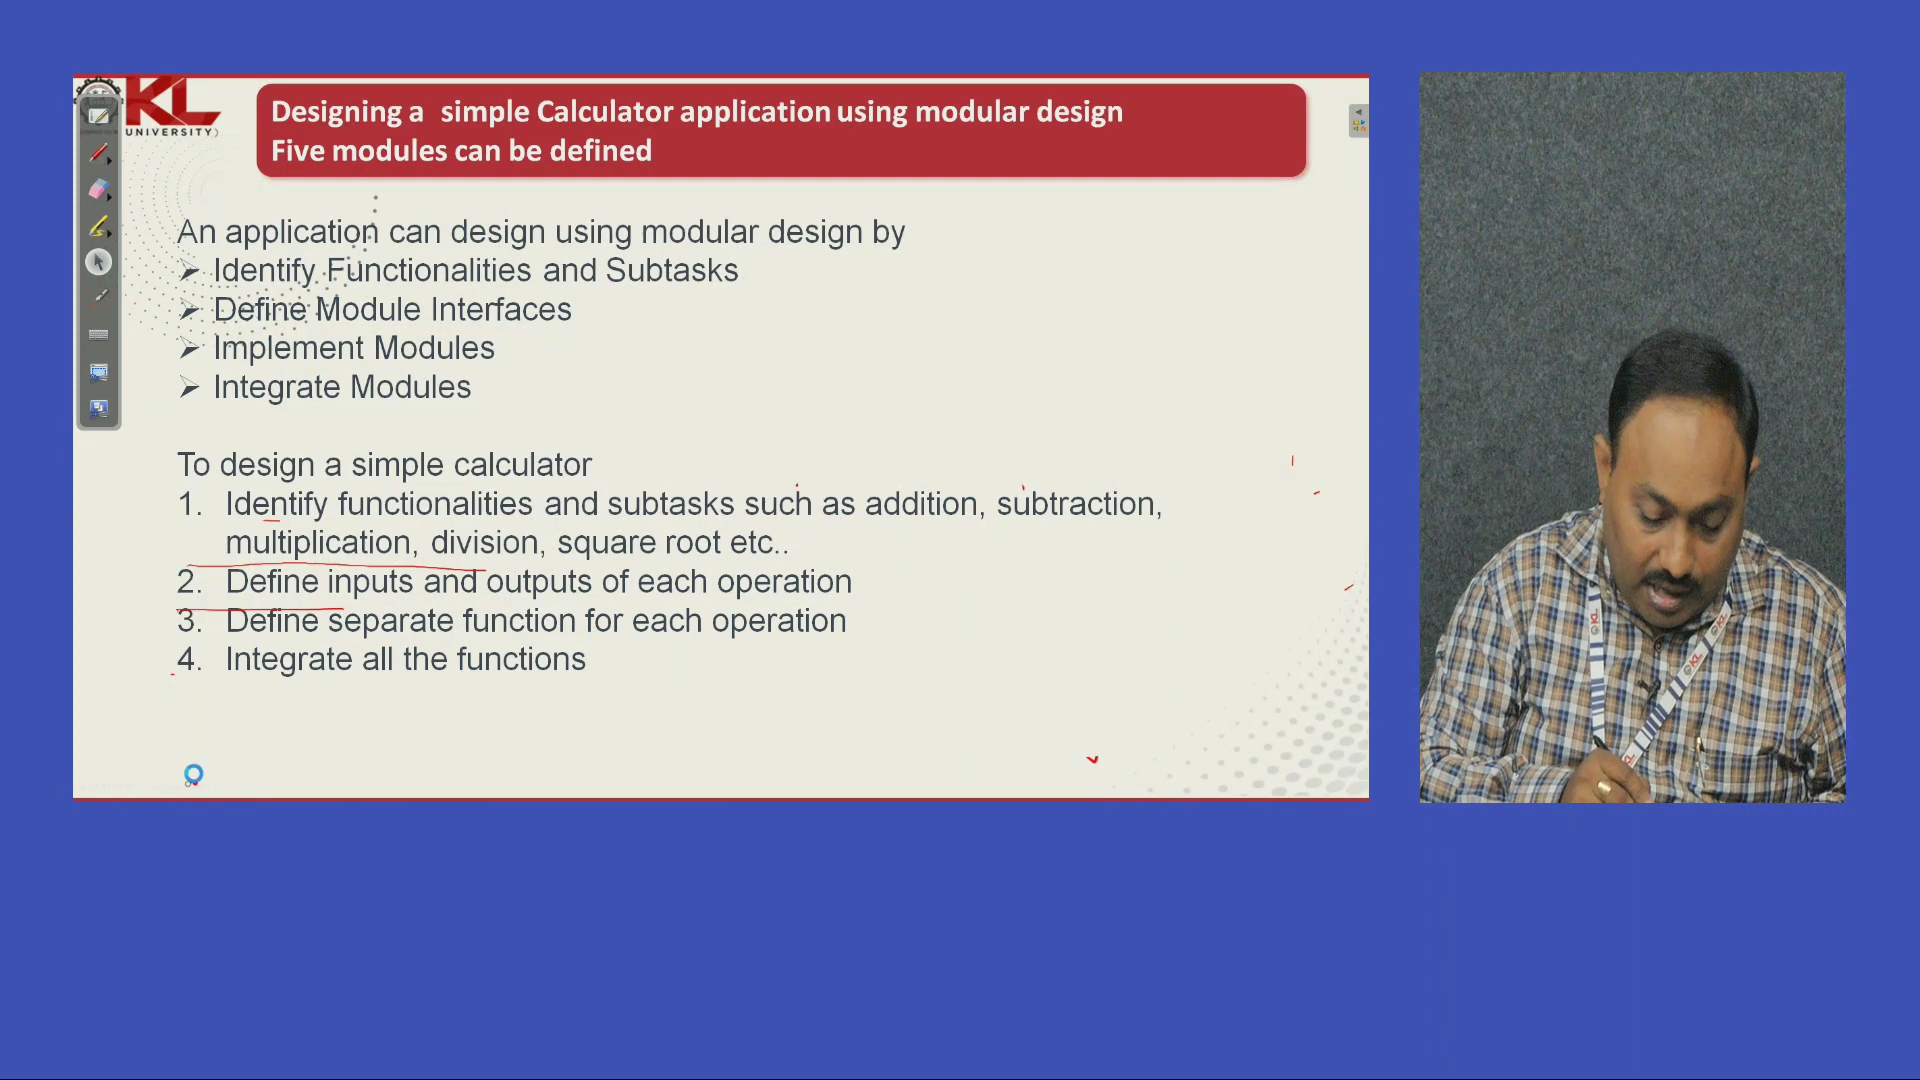 KL
UNIVERSITY)
Designing a simple Calculator application using modular design
Five modules can be defined
An application can design using modular design by
➢ Identify Functionalities and Subtasks
➢ Define Module Interfaces
➢ Implement Modules
➢ Integrate Modules
To design a simple calculator
1. Identify functionalities and subtasks such as addition, subtraction,
multiplication, division, square root etc..
2. Define inputs and outputs of each operation
3. Define separate function for each operation
4. Integrate all the functions
KL